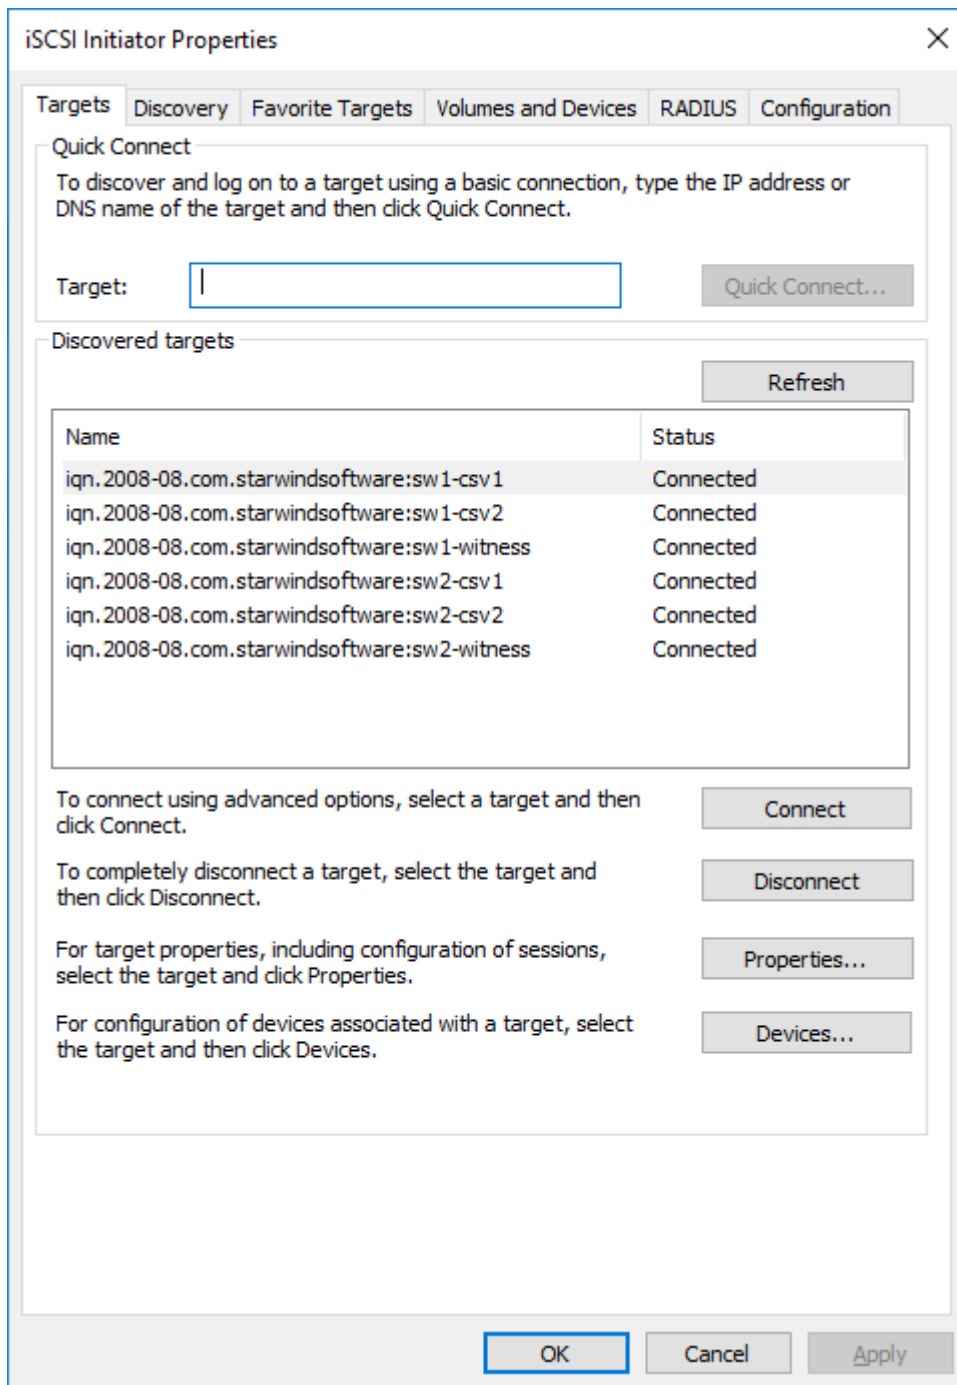 iSCSI Initiator Properties
Targets Discovery Favorite Targets Volumes and Devices RADIUS Configuration
Quick Connect
To discover and log on to a target using a basic connection, type the IP address or
DNS name of the target and then click Quick Connect.
Target: Quick Connect...
Discovered targets
Refresh
Name Status
iqn.2008-08.com.starwindsoftware:sw1-csv1 Connected
iqn.2008-08.com.starwindsoftware:sw1-csv2 Connected
iqn.2008-08.com.starwindsoftware:sw1-witness Connected
iqn.2008-08.com.starwindsoftware:sw2-csv1 Connected
iqn.2008-08.com.starwindsoftware:sw2-csv2 Connected
iqn.2008-08.com.starwindsoftware:sw2-witness Connected
To connect using advanced options, select a target and then
click Connect.
Connect
To completely disconnect a target, select the target and
then click Disconnect.
Disconnect
For target properties, including configuration of sessions,
select the target and click Properties.
Properties...
For configuration of devices associated with a target, select
the target and then click Devices.
Devices...
OK Cancel Apply